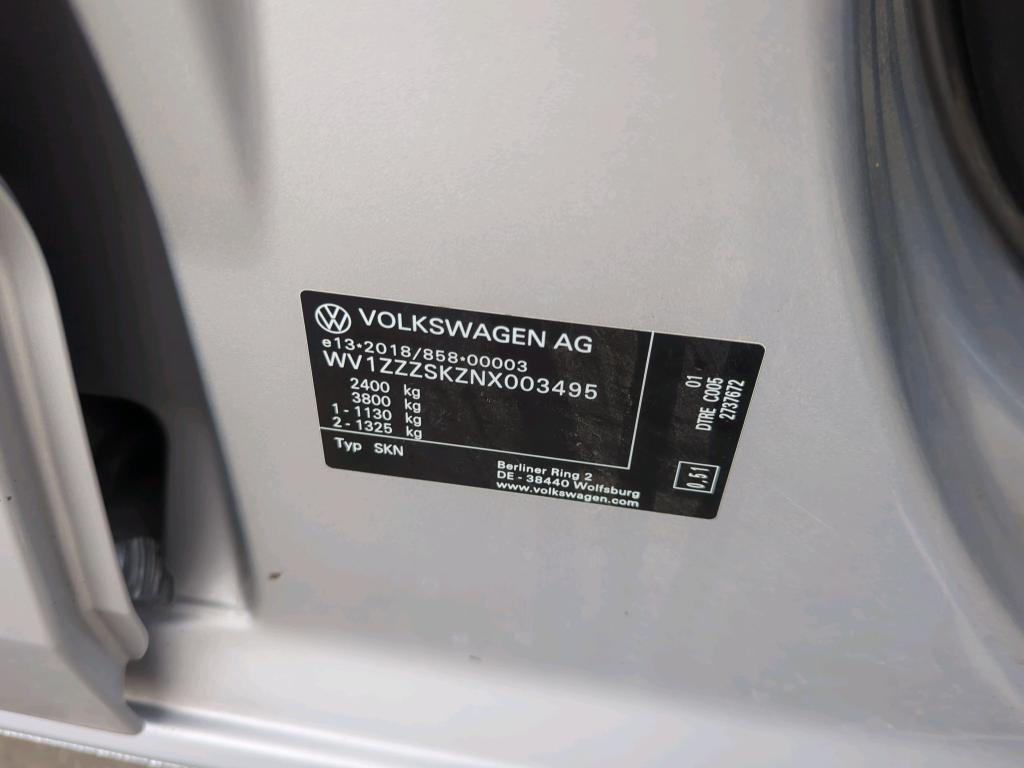 VOLKSWAGEN AG
e13*2018/858*00003
WV1ZZZSKZNX003495
2400 kg
3800 kg
1 - 1130 kg
2 - 1325 kg
Typ SKN
Berliner Ring 2
DE - 38440 Wolfsburg
www.volkswagen.com
01
DTRE C005
2737672
0,51